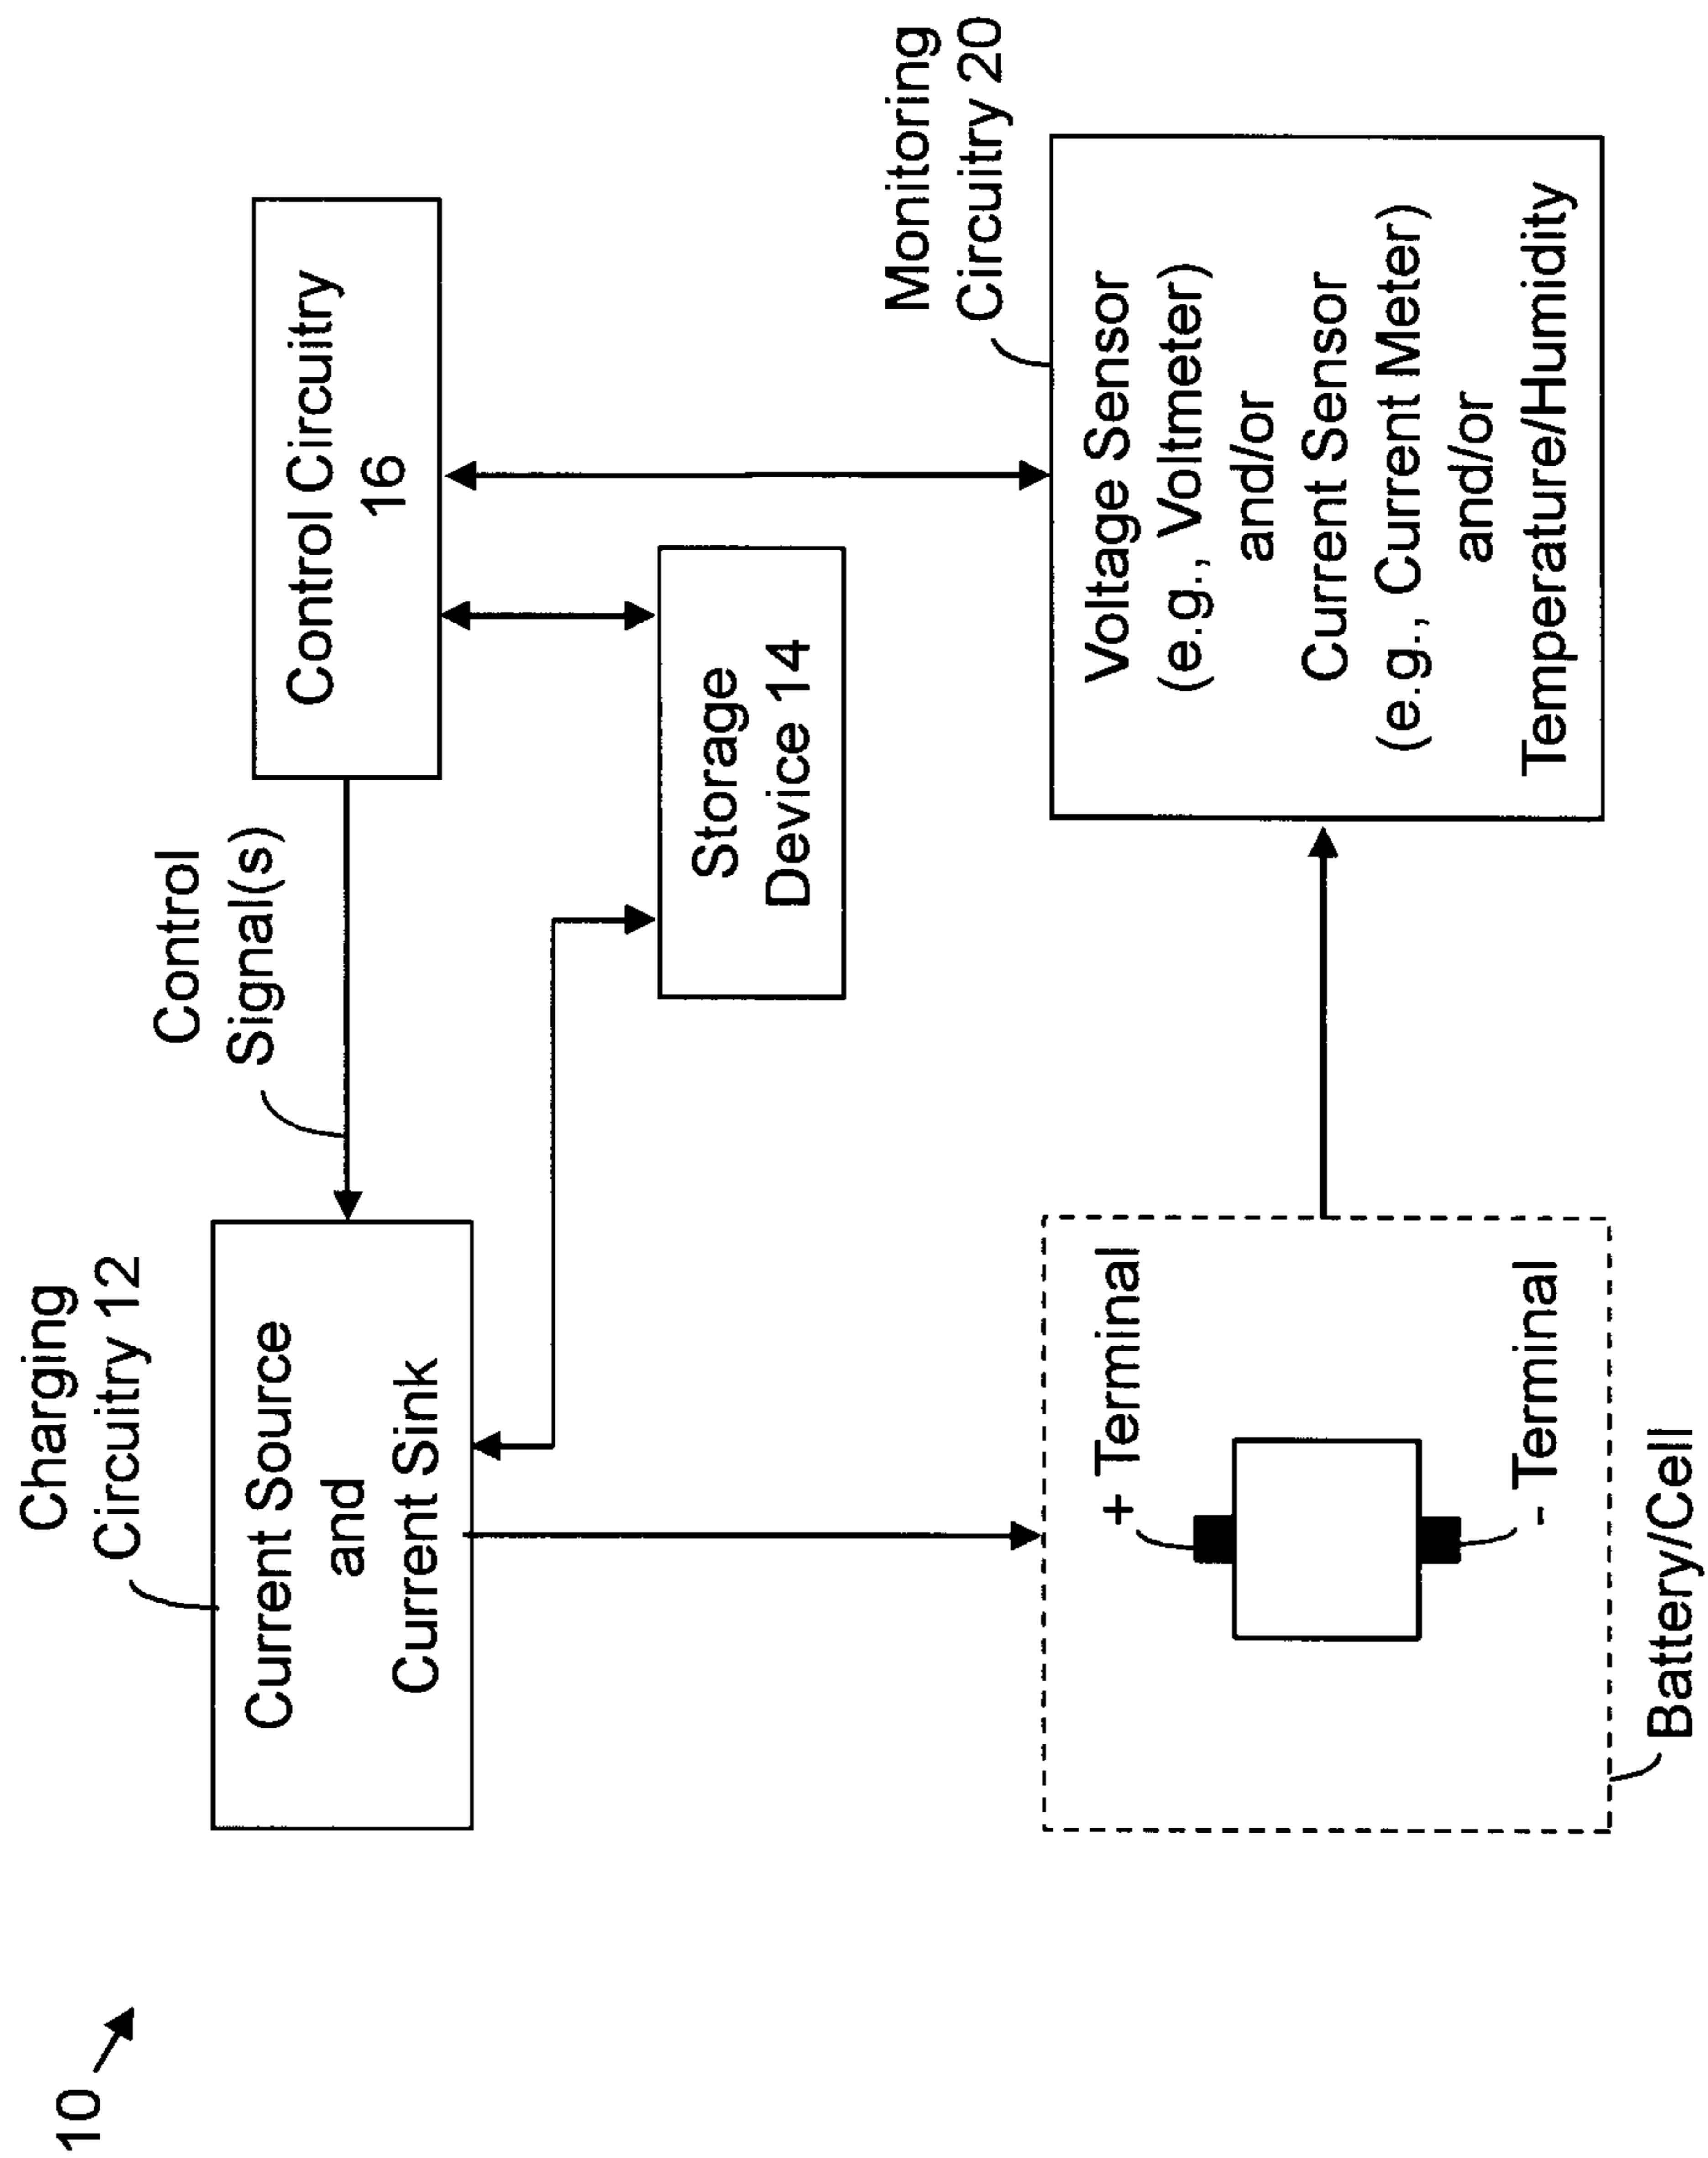 10
Charging
Circuitry 12
Current Source
and
Current Sink
Control
Signal(s)
Control Circuitry
16
Storage
Device 14
Monitoring
Circuitry 20
Voltage Sensor
(e.g., Voltmeter)
and/or
Current Sensor
(e.g., Current Meter)
and/or
Temperature/Humidity
+ Terminal
- Terminal
Battery/Cell